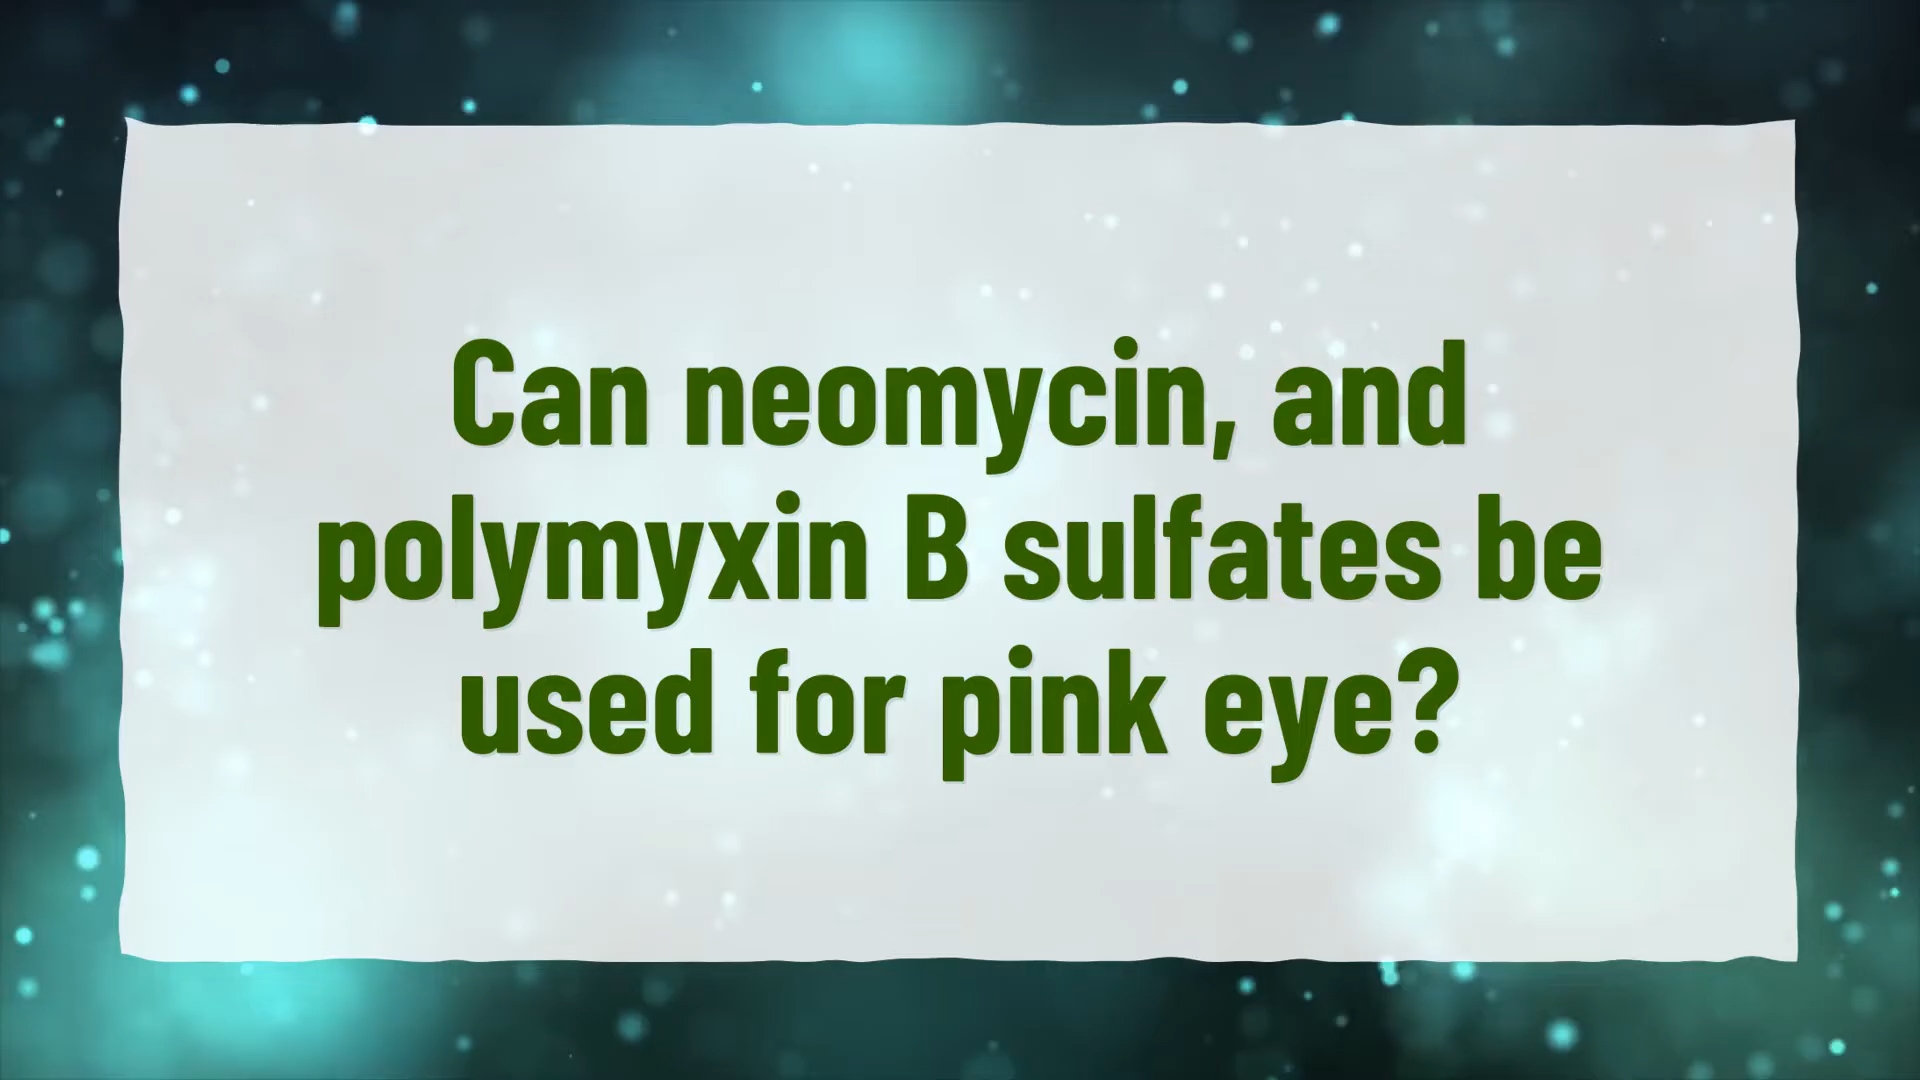 Can neomycin, and
polymyxin B sulfates be
used for pink eye?